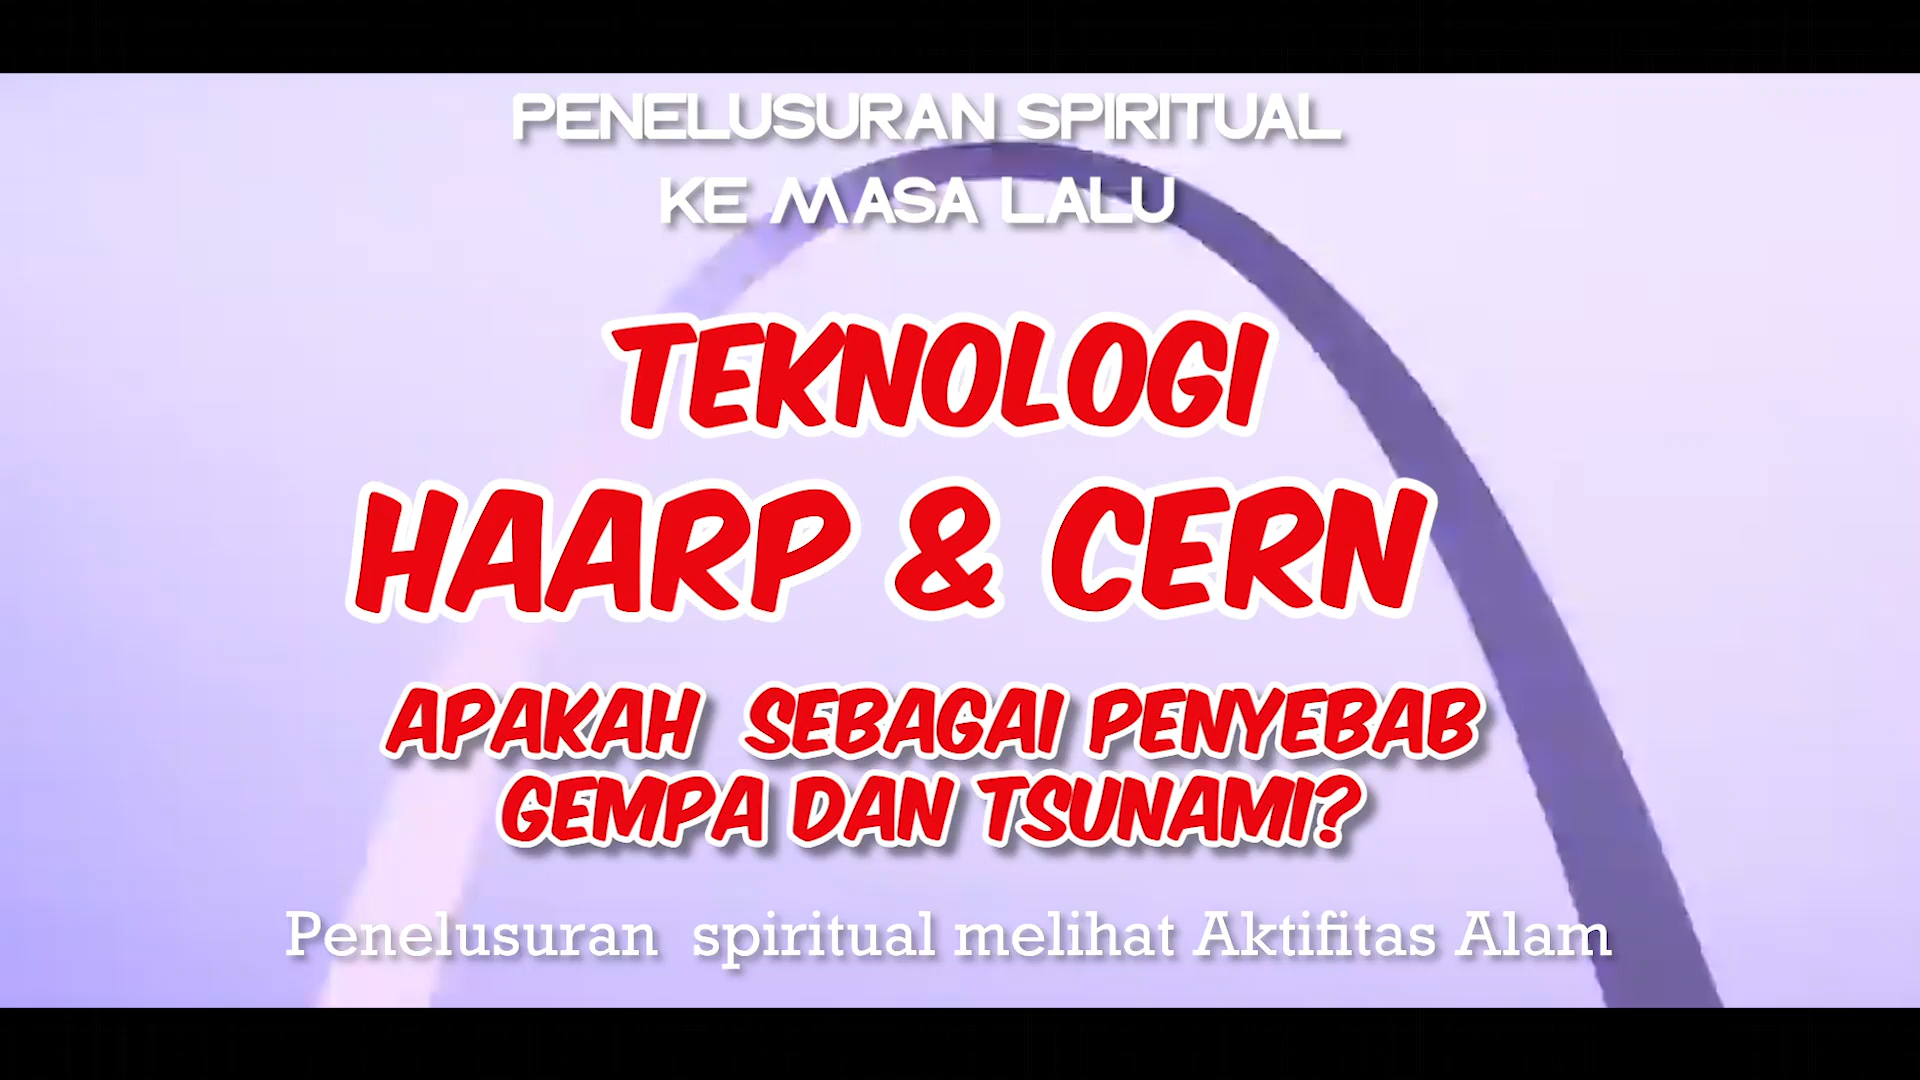 PENELUSURAN SPIRITUAL
KE MASA LALU
TEKNOLOGI
HAARP & CERN
APAKAH SEBAGAI PENYEBAB
GEMPA DAN TSUNAMI?
Penelusuran spiritual melihat Aktifitas Alam